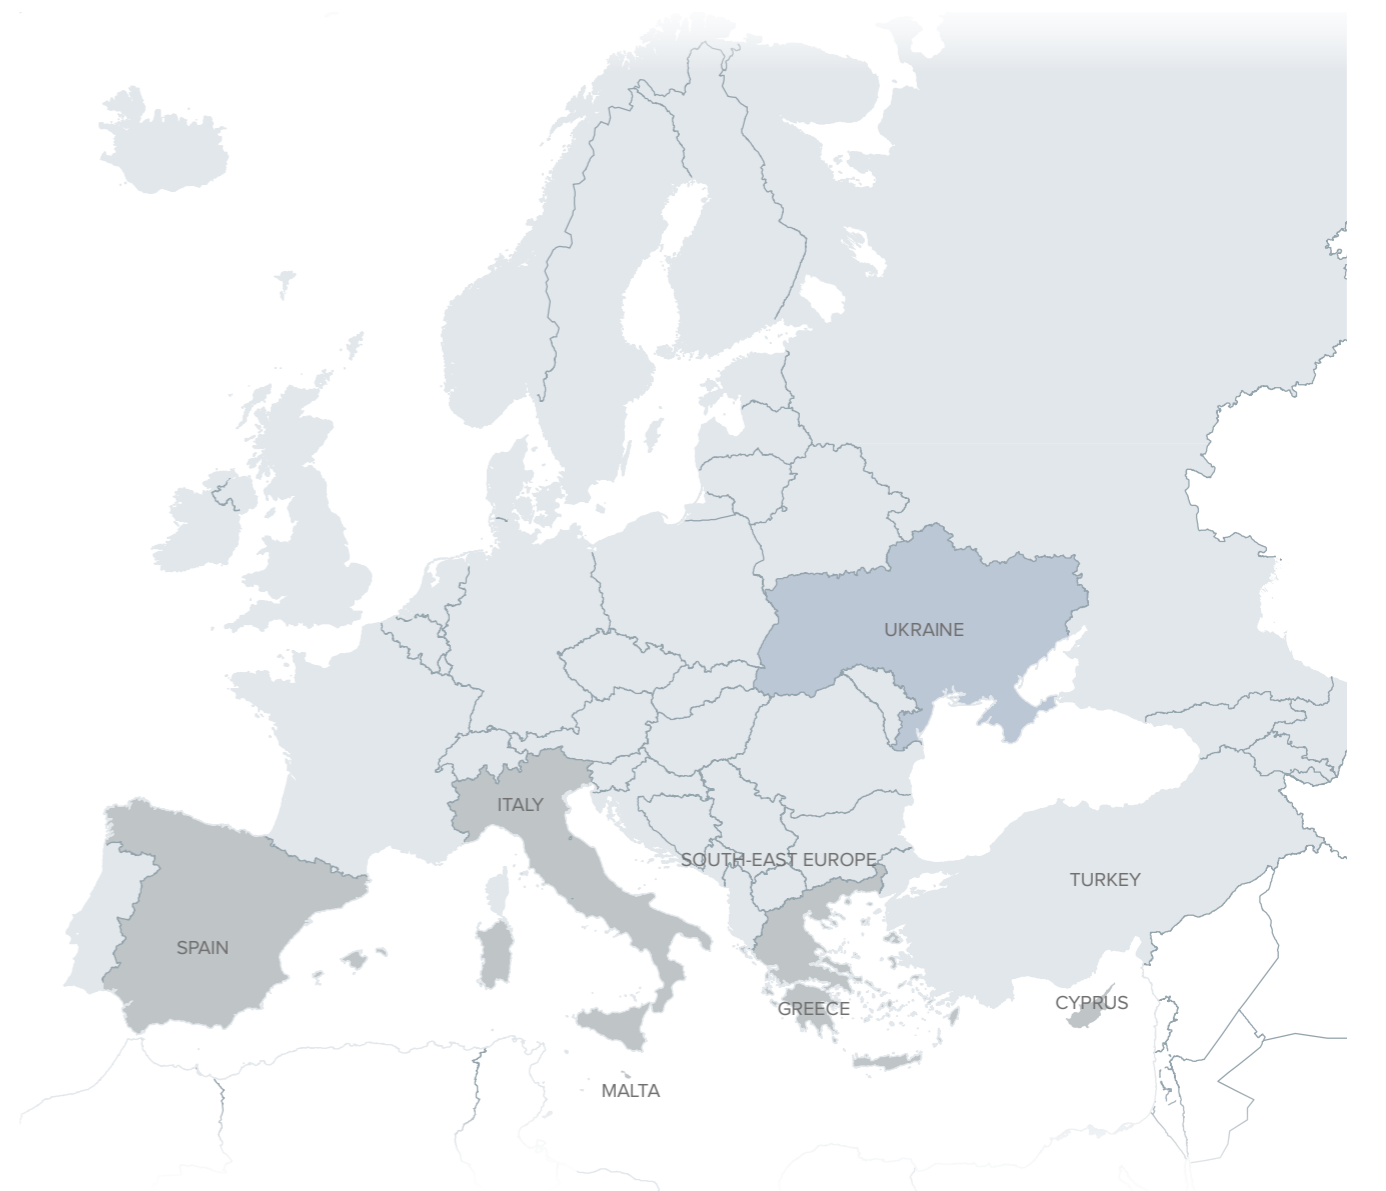 UKRAINE
ITALY
SOUTH-EAST EUROPE
TURKEY
SPAIN
CYPRUS
GREECE
MALTA